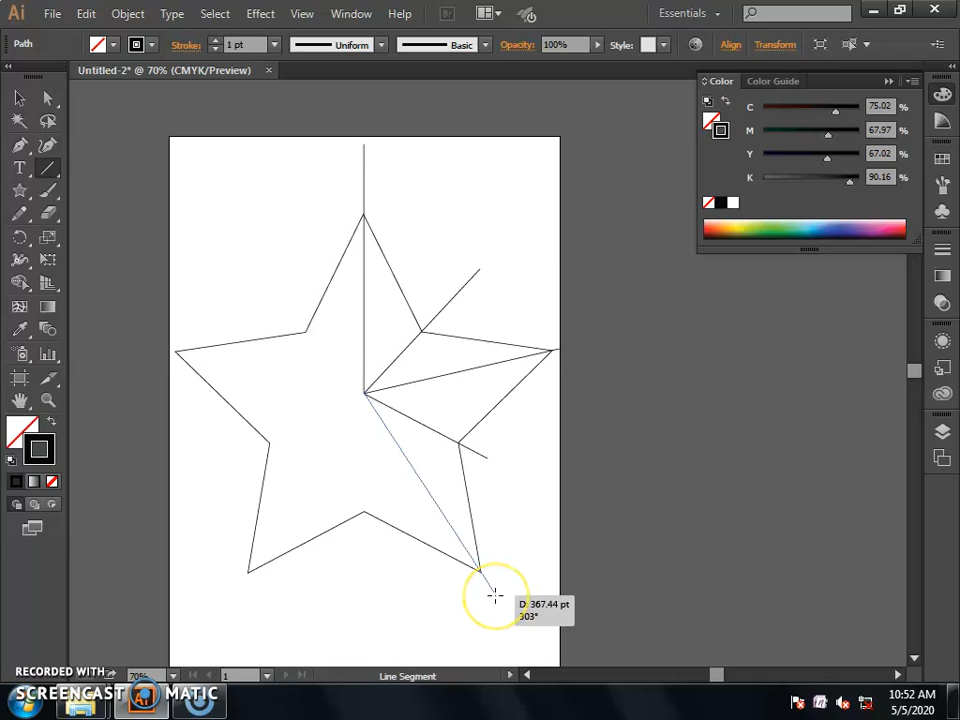 Ai File Edit Object Type Select Effect View Window Help Br Essentials
Path Stroke: 1 pt Uniform Basic Opacity: 100% Style: Align Transform
Untitled-2* @ 70% (CMYK/Preview) ×
Color Color Guide
C 75.02 %
M 67.97 %
Y 67.02 %
K 90.16 %
D: 367.44 pt
303°
70% 1 Line Segment
RECORDED WITH
SCREENCAST MATIC
Ai
10:52 AM
5/5/2020